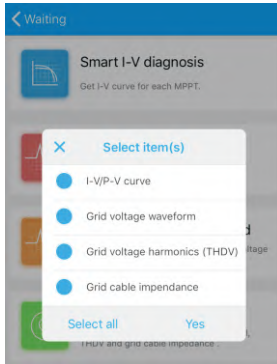 Waiting
Smart I-V diagnosis
Get I-V curve for each MPPT.
Select item(s)
I-V/P-V curve
Grid voltage waveform
d
Grid voltage harmonics (THDV)
ltage
Grid cable impendance
Select all
Yes
THDV and grid cable impedance .